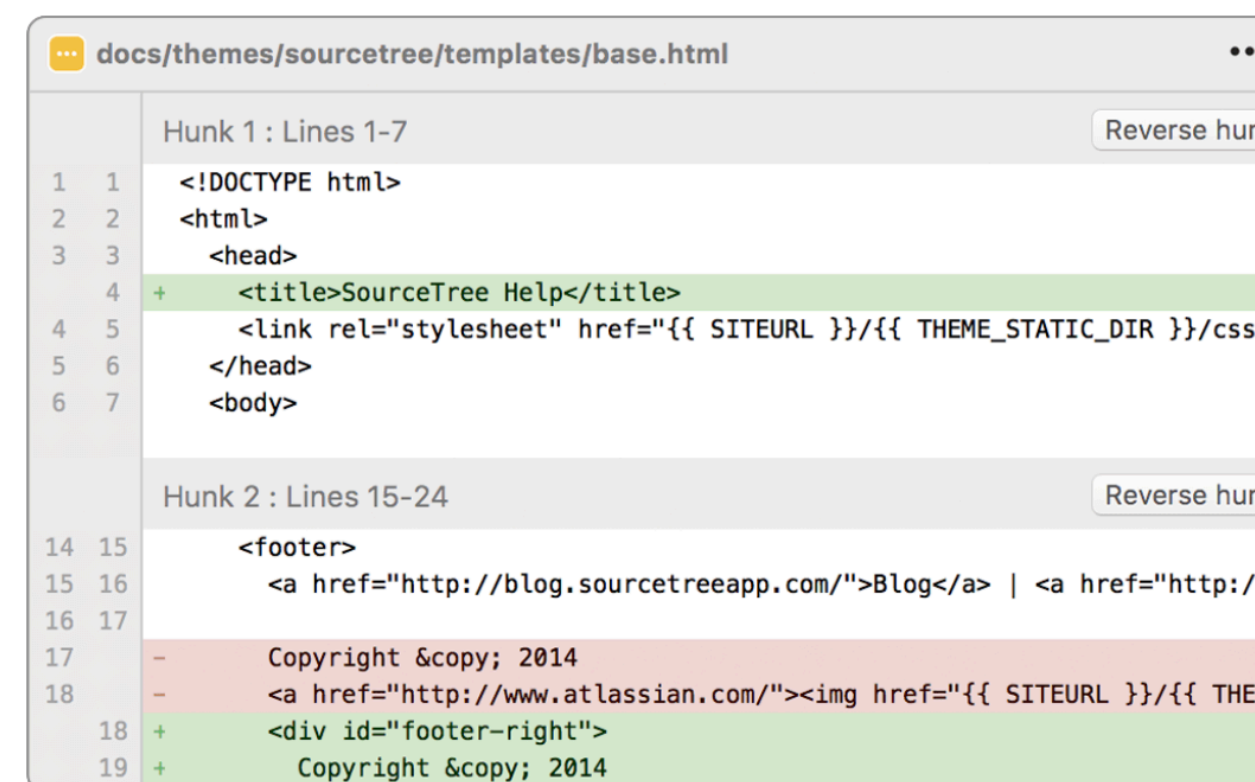 docs/themes/sourcetree/templates/base.html
Hunk 1 : Lines 1-7 Reverse hun
1 1 <!DOCTYPE html>
2 2 <html>
3 3 <head>
4 + <title>SourceTree Help</title>
4 5 <link rel="stylesheet" href="{{ SITEURL }}/{{ THEME_STATIC_DIR }}/css
5 6 </head>
6 7 <body>
Hunk 2 : Lines 15-24 Reverse hun
14 15 <footer>
15 16 <a href="http://blog.sourcetreeapp.com/">Blog</a> | <a href="http:/
16 17
17 - Copyright &copy; 2014
18 - <a href="http://www.atlassian.com/"><img href="{{ SITEURL }}/{{ THE
18 + <div id="footer-right">
19 + Copyright &copy; 2014